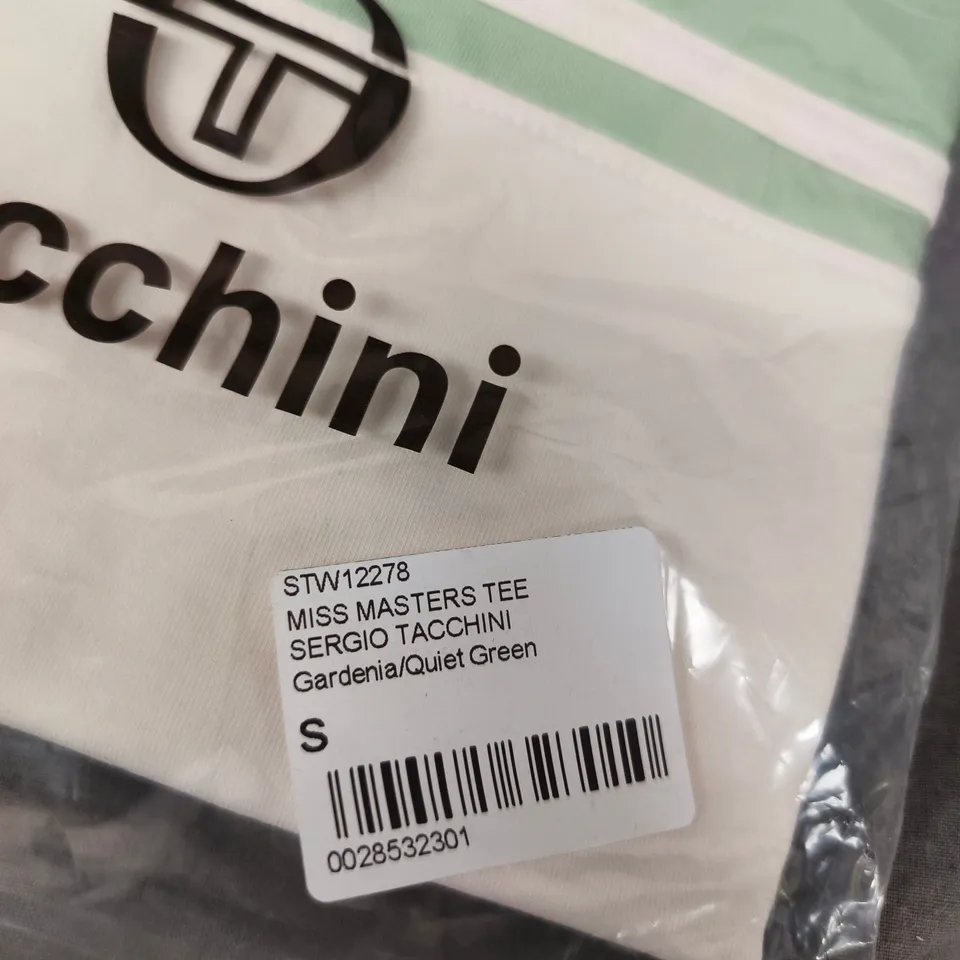 cchini
STW12278
MISS MASTERS TEE
SERGIO TACCHINI
Gardenia/Quiet Green
S
0028532301